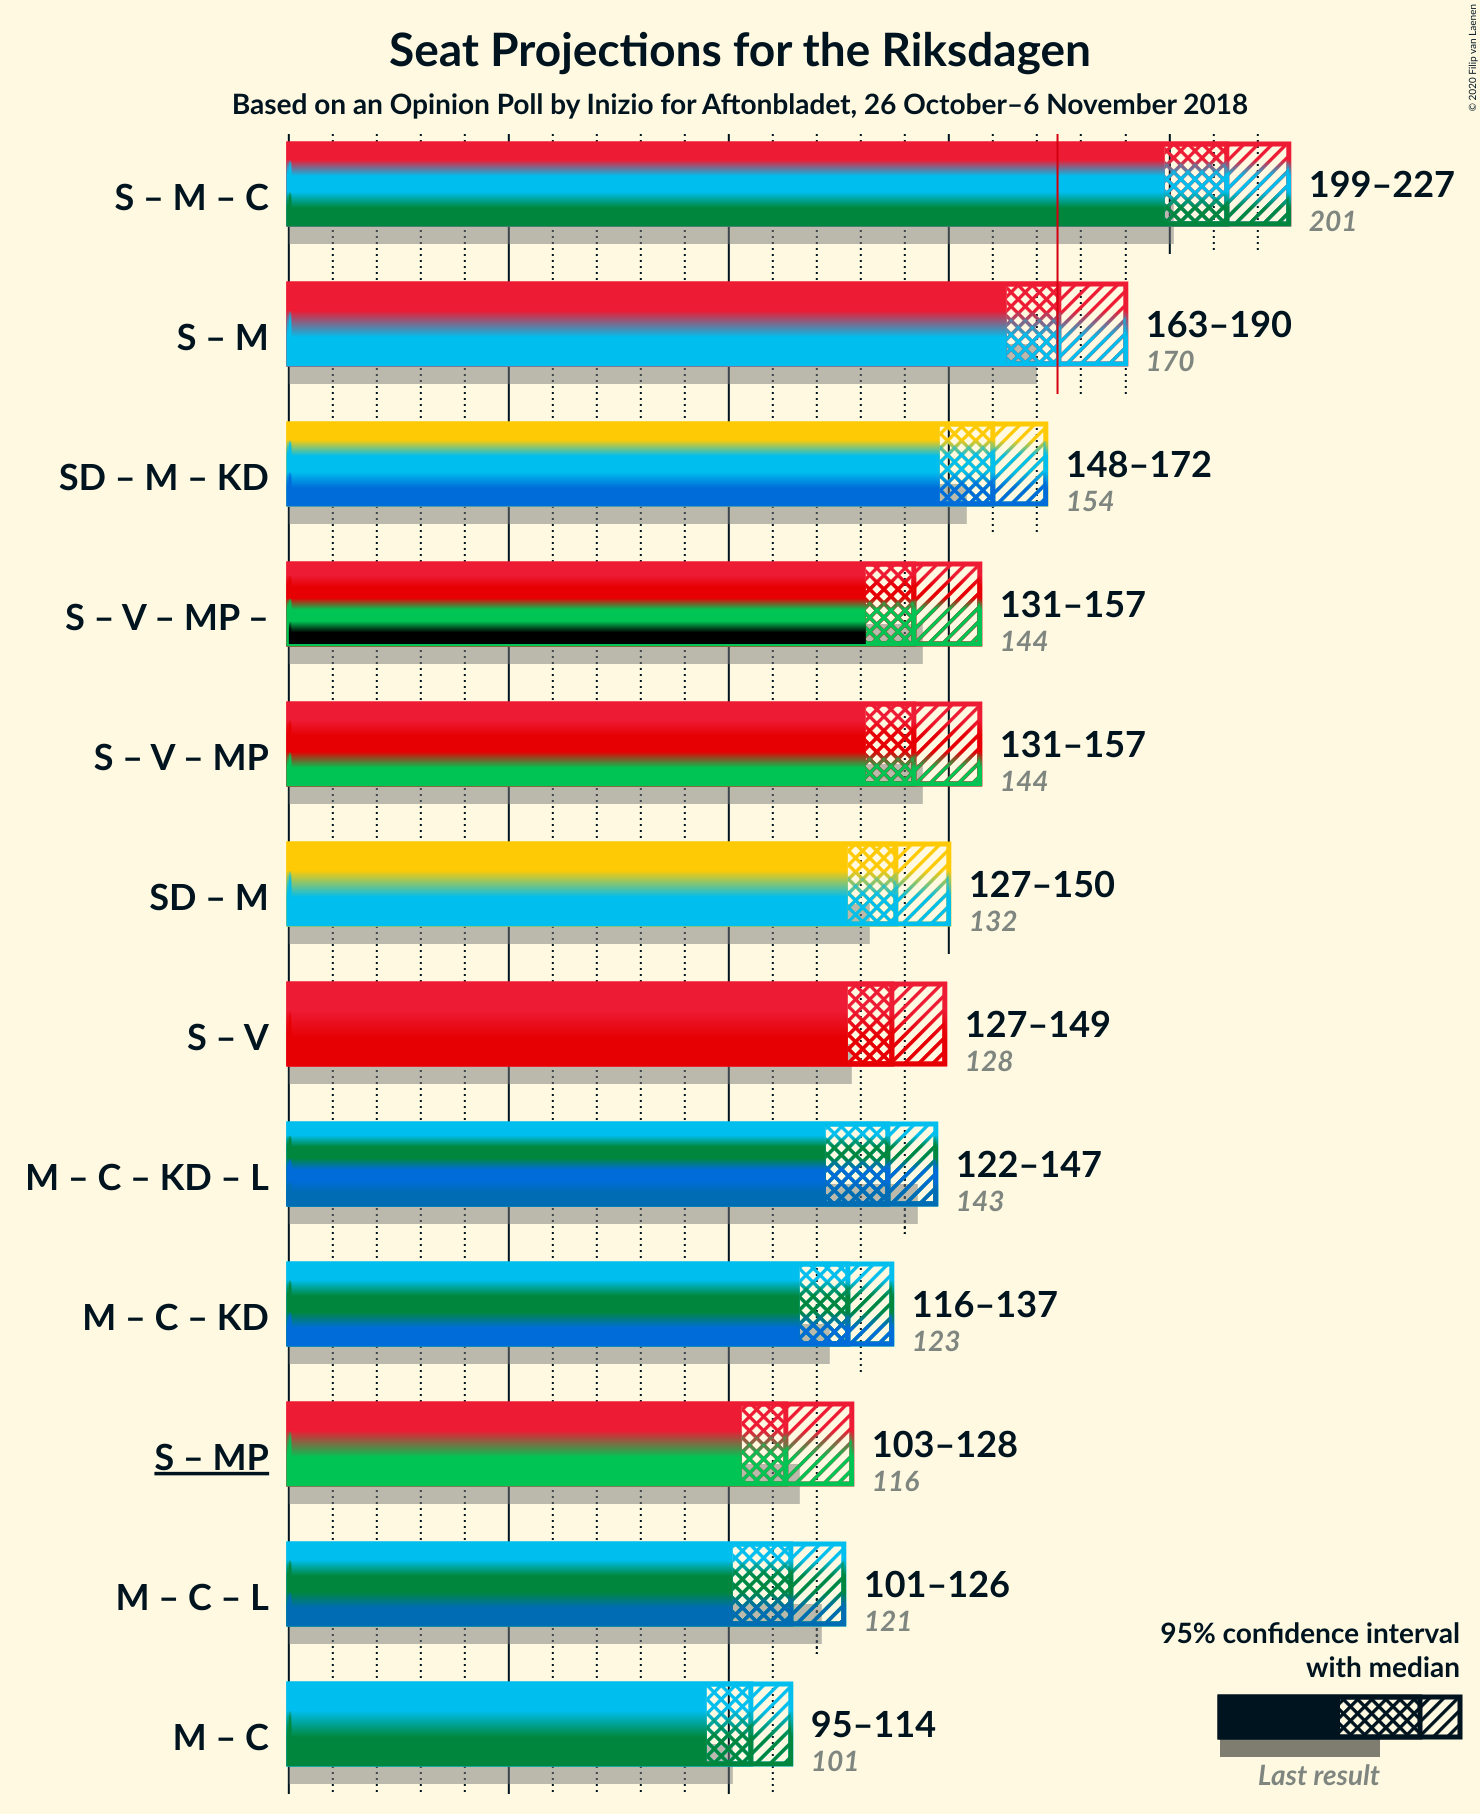 Seat Projections for the Riksdagen
Based on an Opinion Poll by Inizio for Aftonbladet, 26 October–6 November 2018
© 2020 Filip van Laenen
S – M – C
199–227
201
S – M
163–190
170
SD – M – KD
148–172
154
S – V – MP –
131–157
144
S – V – MP
131–157
144
SD – M
127–150
132
S – V
127–149
128
M – C – KD – L
122–147
143
M – C – KD
116–137
123
S – MP
103–128
116
M – C – L
101–126
121
M – C
95–114
101
95% confidence interval
with median
Last result